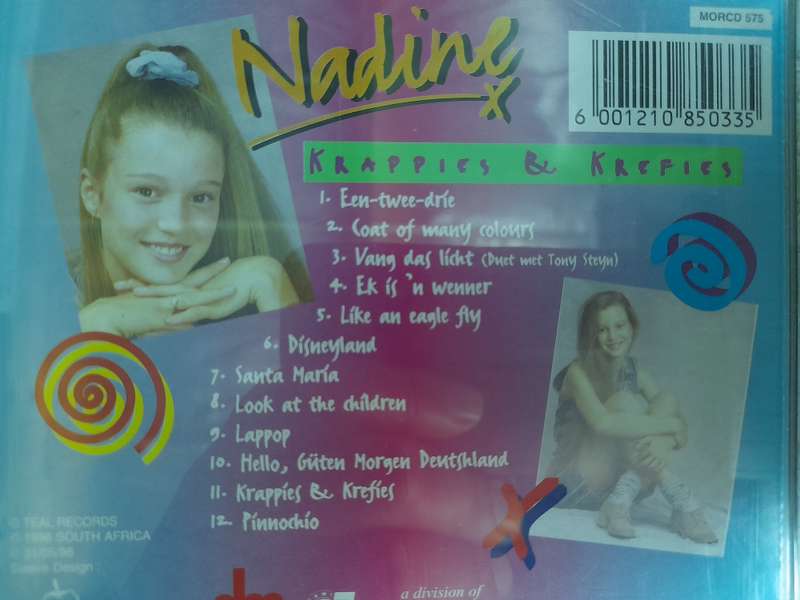 Nadine
MORCD 575
6 001210 850335
KRAPPIES & KREFIES
1. Een-twee-drie
2. Coat of many colours
3. Vang das licht (Duet met Tony Steyn)
4. Ek is 'n wenner
5. Like an eagle fly
6. Disneyland
7. Santa Maria
8. Look at the children
9. Lappop
10. Hello, Güten Morgen Deutshland
11. Krappies & Krefies
12. Pinnochio
© TEAL RECORDS
SOUTH AFRICA
Design :
a division of